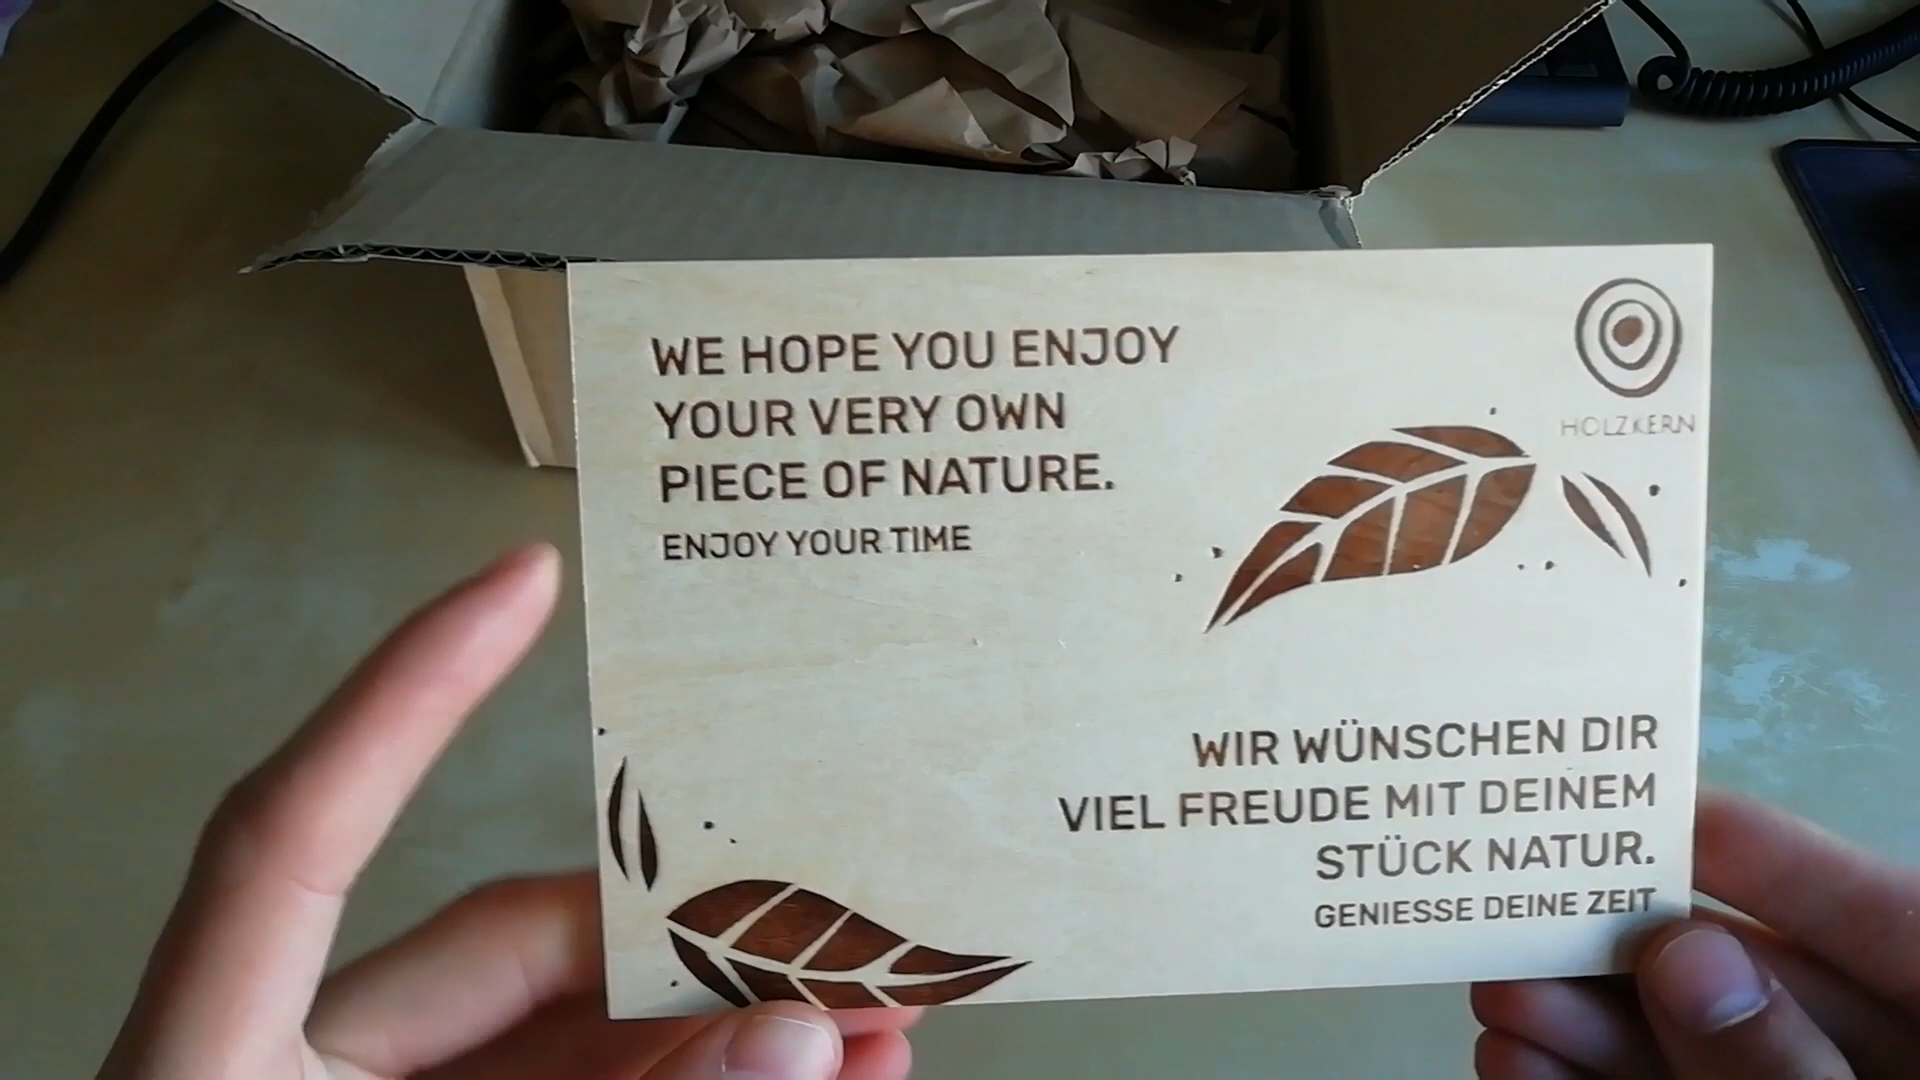 WE HOPE YOU ENJOY
YOUR VERY OWN
PIECE OF NATURE.
ENJOY YOUR TIME
HOLZKERN
WIR WÜNSCHEN DIR
VIEL FREUDE MIT DEINEM
STÜCK NATUR.
GENIESSE DEINE ZEIT